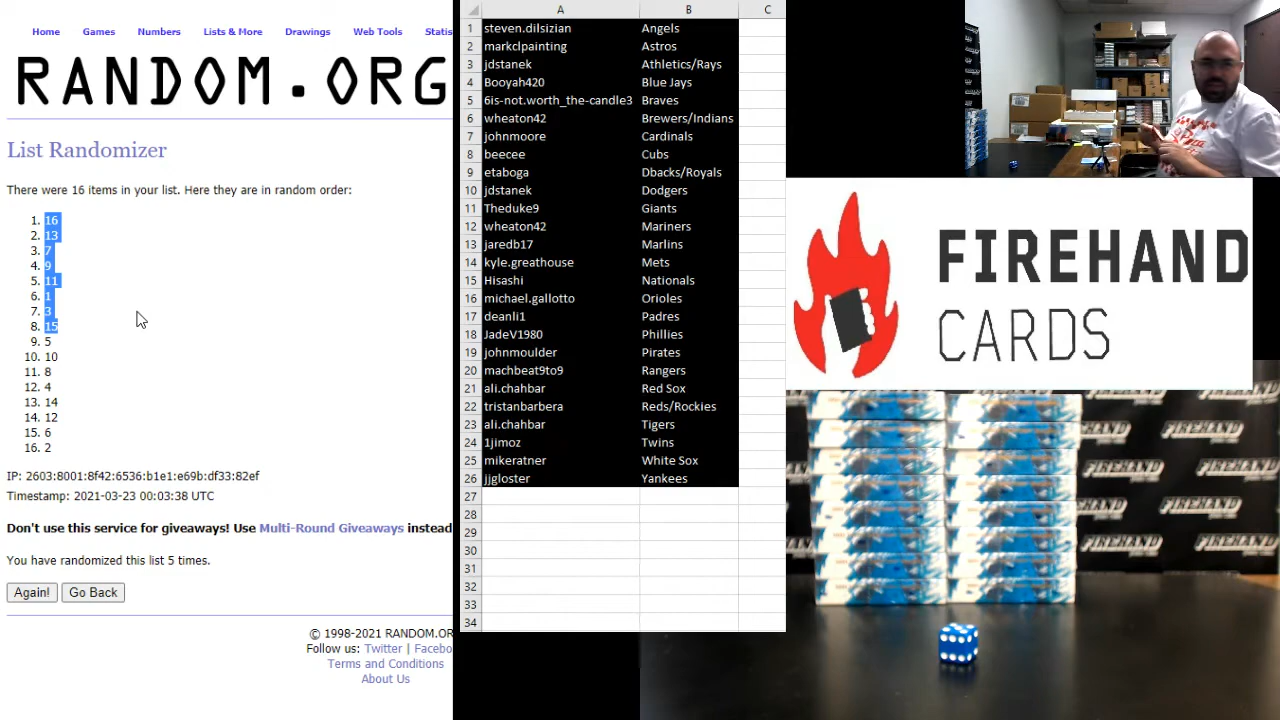 Home Games Numbers Lists & More Drawings Web Tools Statis
RANDOM.ORG
List Randomizer
There were 16 items in your list. Here they are in random order:
1. 16
2. 13
3. 7
4. 9
5. 11
6. 1
7. 3
8. 15
9. 5
10. 10
11. 8
12. 4
13. 14
14. 12
15. 6
16. 2
IP: 2603:8001:8f42:6536:b1e1:e69b:df33:82ef
Timestamp: 2021-03-23 00:03:38 UTC
Don't use this service for giveaways! Use Multi-Round Giveaways instead
You have randomized this list 5 times.
Again! Go Back
© 1998-2021 RANDOM.OR
Follow us: Twitter | Facebo
Terms and Conditions
About Us
A B C
1 steven.dilsizian Angels
2 markclpainting Astros
3 jdstanek Athletics/Rays
4 Booyah420 Blue Jays
5 6is-not.worth_the-candle3 Braves
6 wheaton42 Brewers/Indians
7 johnmoore Cardinals
8 beecee Cubs
9 etaboga Dbacks/Royals
10 jdstanek Dodgers
11 Theduke9 Giants
12 wheaton42 Mariners
13 jaredb17 Marlins
14 kyle.greathouse Mets
15 Hisashi Nationals
16 michael.gallotto Orioles
17 deanli1 Padres
18 JadeV1980 Phillies
19 johnmoulder Pirates
20 machbeat9to9 Rangers
21 ali.chahbar Red Sox
22 tristanbarbera Reds/Rockies
23 ali.chahbar Tigers
24 1jimoz Twins
25 mikeratner White Sox
26 jjgloster Yankees
27
28
29
30
31
32
33
34
FIREHAND
CARDS
FIREHAND
FIREHAND
FIREHAND
FIREHAND
FIREHAND